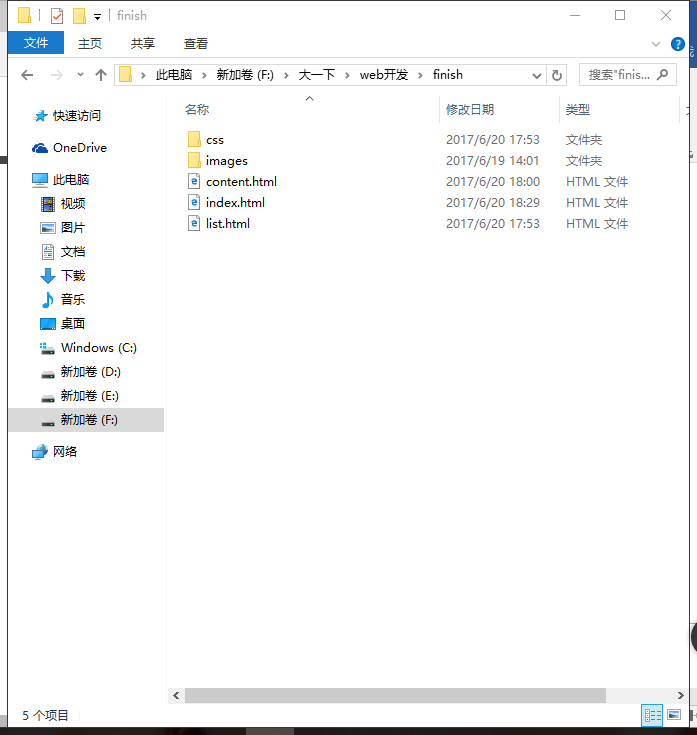 finish
文件 主页 共享 查看
此电脑 新加卷 (F:) 大一下 web开发 finish 搜索"finis...
名称 修改日期 类型
快速访问
OneDrive
此电脑
视频
图片
文档
下载
音乐
桌面
Windows (C:)
新加卷 (D:)
新加卷 (E:)
新加卷 (F:)
网络
css 2017/6/20 17:53 文件夹
images 2017/6/19 14:01 文件夹
content.html 2017/6/20 18:00 HTML 文件
index.html 2017/6/20 18:29 HTML 文件
list.html 2017/6/20 17:53 HTML 文件
5 个项目